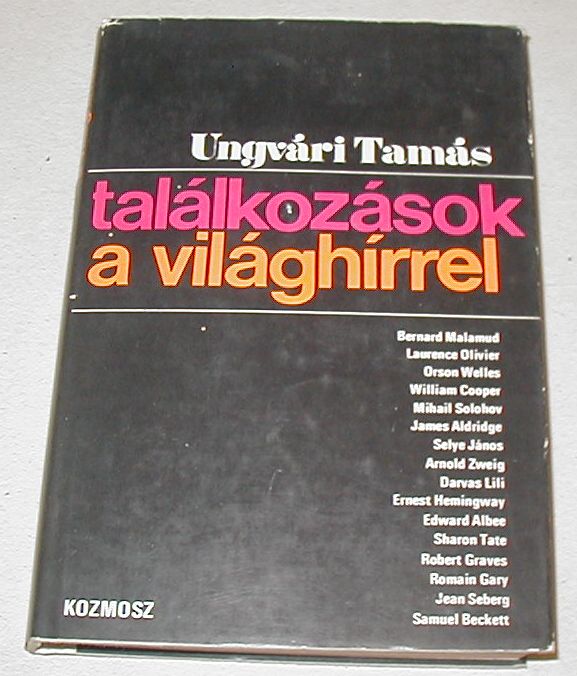 Ungvári Tamás
találkozások
a világhírrel
Bernard Malamud
Laurence Olivier
Orson Welles
William Cooper
Mihail Solohov
James Aldridge
Selye János
Arnold Zweig
Darvas Lili
Ernest Hemingway
Edward Albee
Sharon Tate
Robert Graves
Romain Gary
Jean Seberg
Samuel Beckett
KOZMOSZ